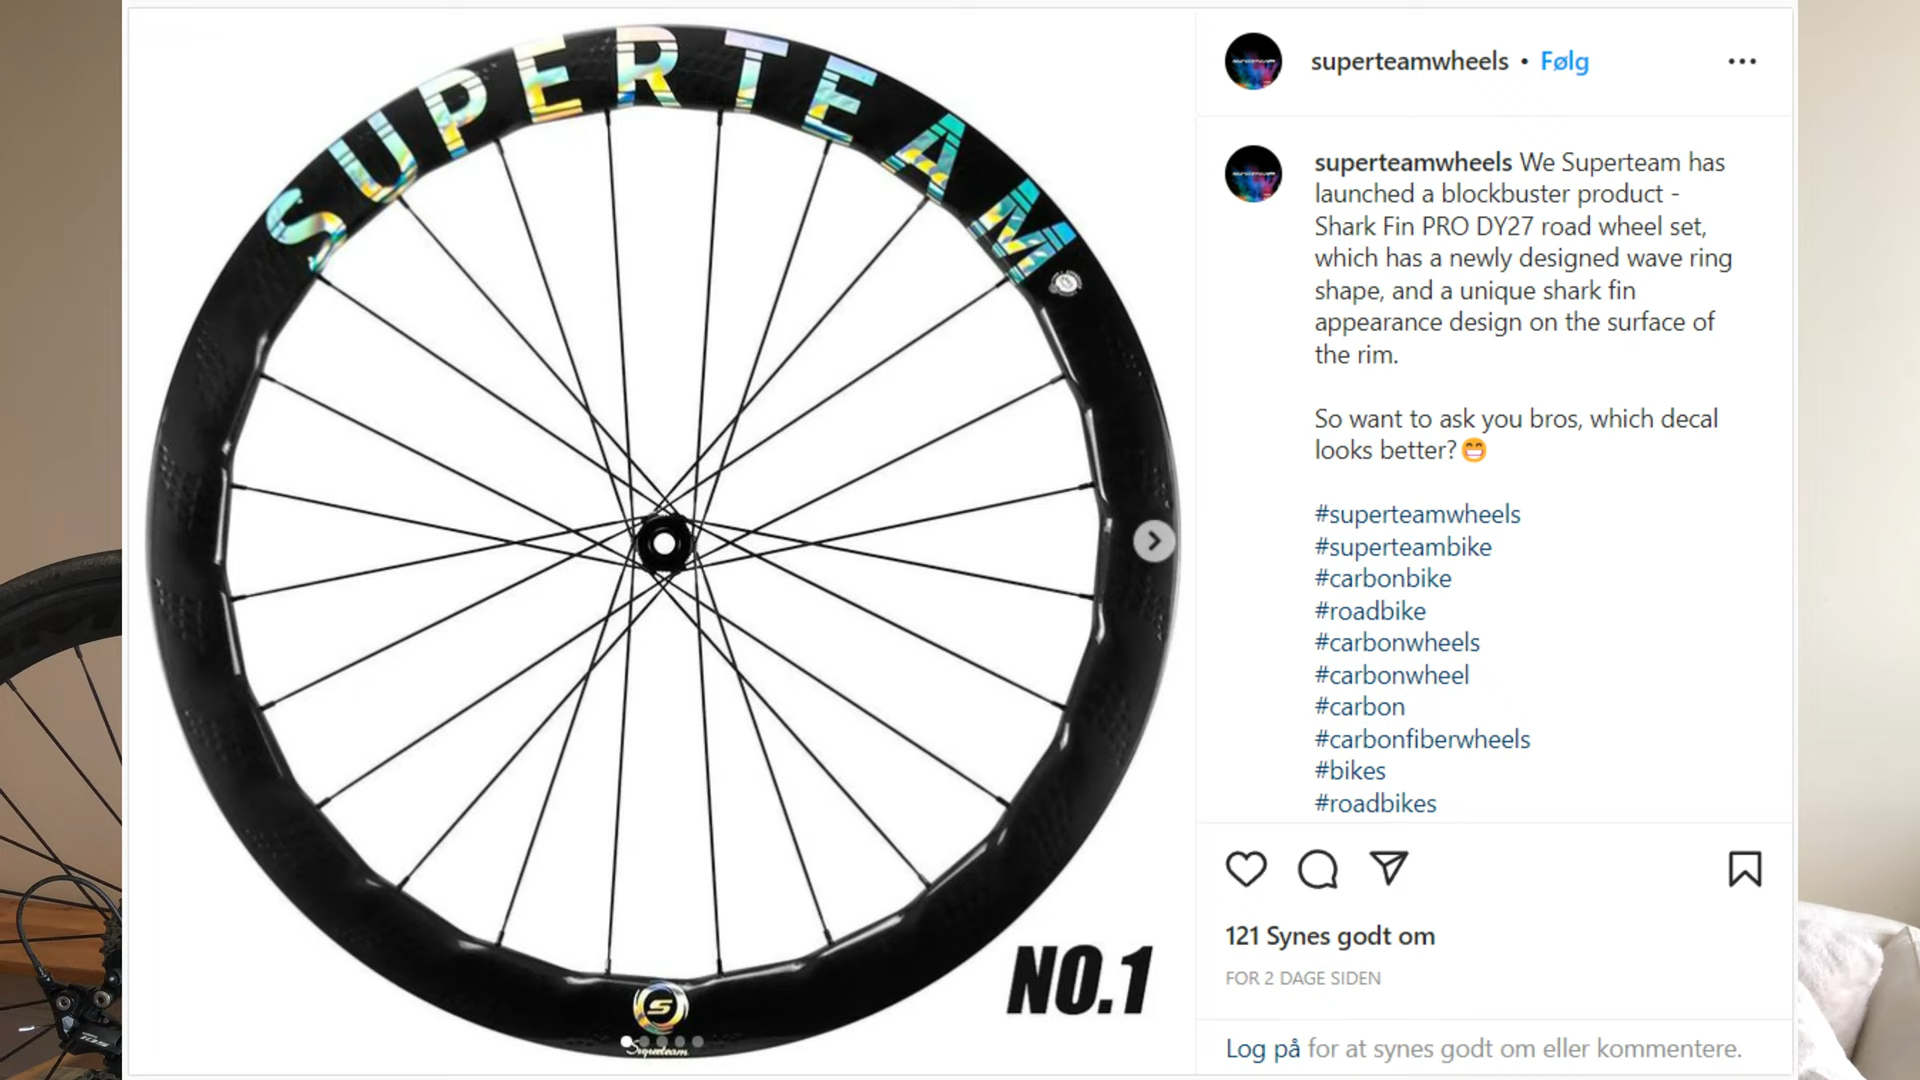 SUPERTEAM
S
Superteam
NO.1
superteamwheels • Følg
superteamwheels We Superteam has
launched a blockbuster product -
Shark Fin PRO DY27 road wheel set,
which has a newly designed wave ring
shape, and a unique shark fin
appearance design on the surface of
the rim.
So want to ask you bros, which decal
looks better?😁
#superteamwheels
#superteambike
#carbonbike
#roadbike
#carbonwheels
#carbonwheel
#carbon
#carbonfiberwheels
#bikes
#roadbikes
121 Synes godt om
FOR 2 DAGE SIDEN
Log på for at synes godt om eller kommentere.
105